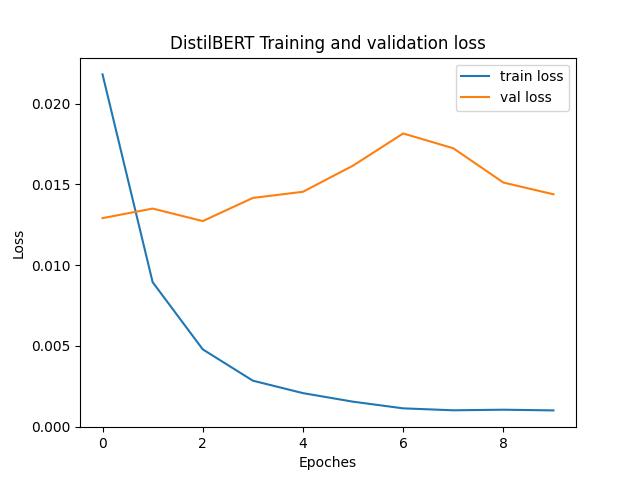 DistilBERT Training and validation loss
train loss
val loss
0.020
0.015
0.010
0.005
0.000
Loss
0 2 4 6 8
Epoches